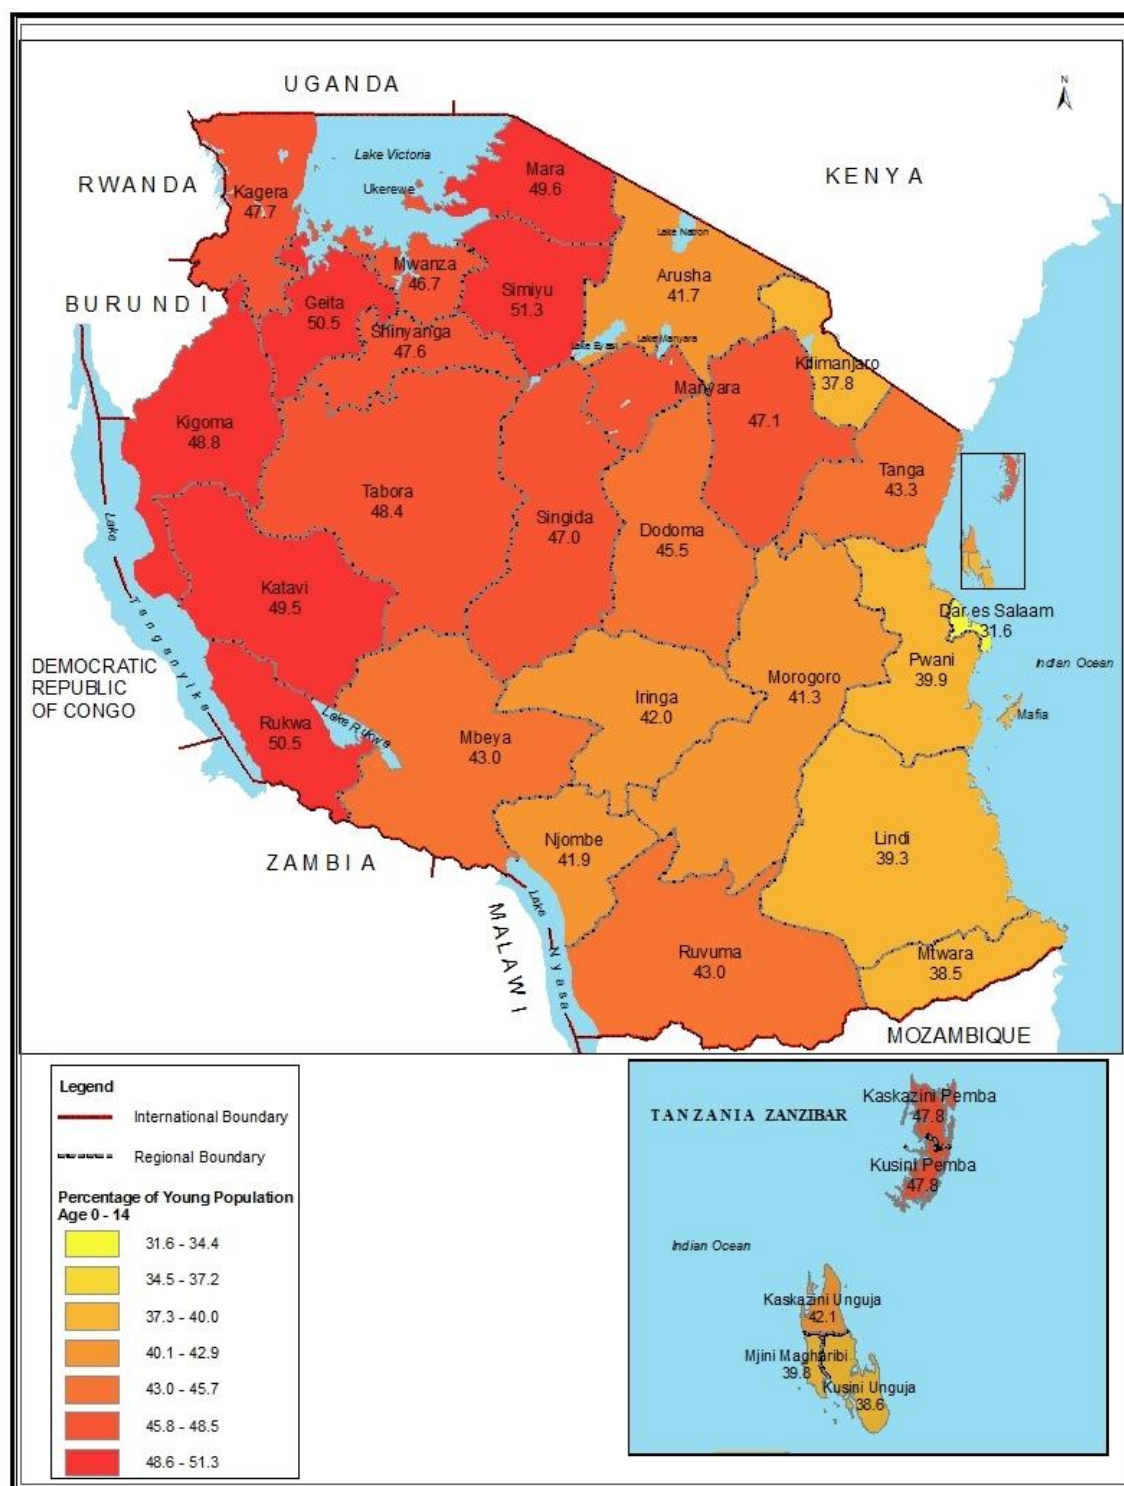 N
UGANDA
KENYA
RWANDA
BURUNDI
DEMOCRATIC
REPUBLIC
OF CONGO
ZAMBIA
MALAWI
MOZAMBIQUE
Lake Victoria
Ukerewe
Mara
49.6
Kagera
47.7
Mwanza
46.7
Simiyu
51.3
Geita
50.5
Shinyanga
47.6
Lake Natron
Arusha
41.7
Lake Eyasi
Lake Manyara
Kilimanjaro
37.8
Manyara
47.1
Kigoma
48.8
Tabora
48.4
Singida
47.0
Dodoma
45.5
Tanga
43.3
Katavi
49.5
Lake Tanganyika
Dar es Salaam
31.6
Indian Ocean
Pwani
39.9
Mafia
Morogoro
41.3
Iringa
42.0
Rukwa
50.5
Lake Rukwa
Mbeya
43.0
Njombe
41.9
Lindi
39.3
Lake Nyasa
Ruvuma
43.0
Mtwara
38.5
Legend
International Boundary
Regional Boundary
Percentage of Young Population
Age 0 - 14
31.6 - 34.4
34.5 - 37.2
37.3 - 40.0
40.1 - 42.9
43.0 - 45.7
45.8 - 48.5
48.6 - 51.3
TANZANIA ZANZIBAR
Kaskazini Pemba
47.8
Kusini Pemba
47.8
Indian Ocean
Kaskazini Unguja
42.1
Mjini Magharibi
39.8
Kusini Unguja
38.6